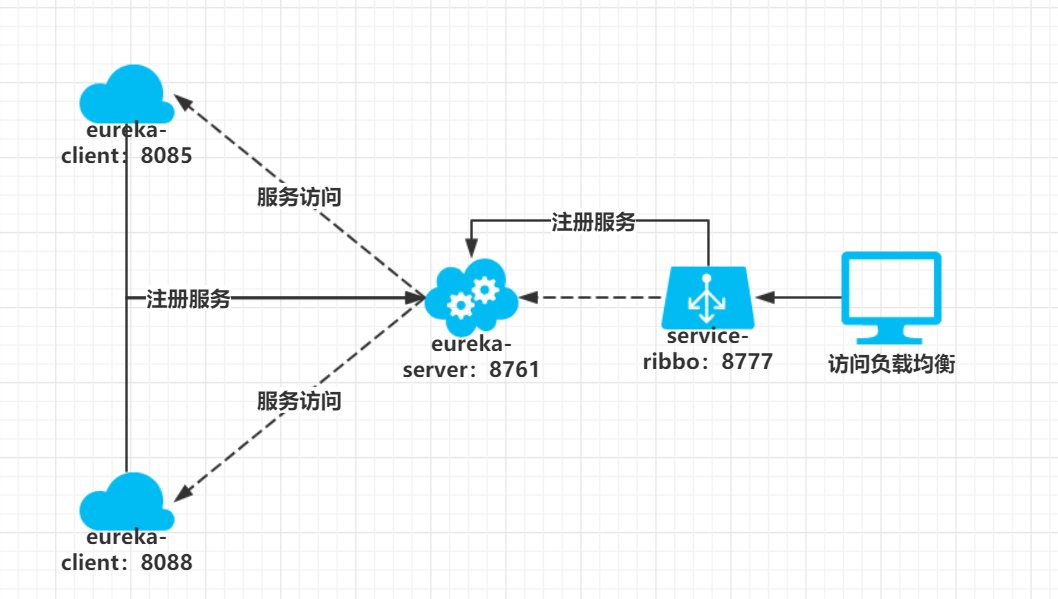 eureka-
client：8085
服务访问
注册服务
注册服务
eureka-
server：8761
service-
ribbo：8777
访问负载均衡
服务访问
eureka-
client：8088